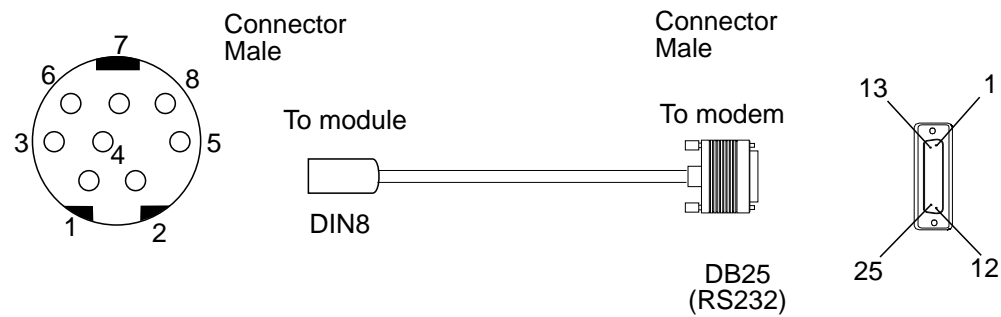 Connector
Male
Connector
Male
7
6
8
3
4
5
1
2
To module
DIN8
To modem
DB25
(RS232)
13
1
25
12